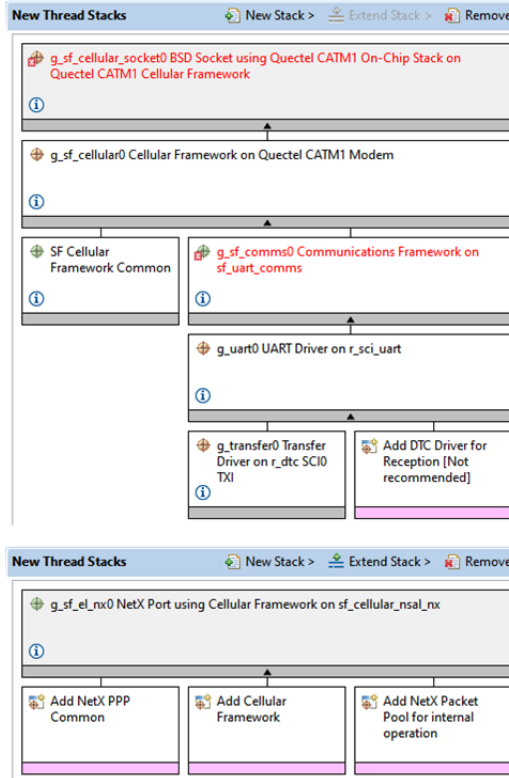 New Thread Stacks New Stack > Extend Stack > Remove
g_sf_cellular_socket0 BSD Socket using Quectel CATM1 On-Chip Stack on
Quectel CATM1 Cellular Framework
g_sf_cellular0 Cellular Framework on Quectel CATM1 Modem
SF Cellular
Framework Common
g_sf_comms0 Communications Framework on
sf_uart_comms
g_uart0 UART Driver on r_sci_uart
g_transfer0 Transfer
Driver on r_dtc SCI0
TXI
Add DTC Driver for
Reception [Not
recommended]
New Thread Stacks New Stack > Extend Stack > Remove
g_sf_el_nx0 NetX Port using Cellular Framework on sf_cellular_nsal_nx
Add NetX PPP
Common
Add Cellular
Framework
Add NetX Packet
Pool for internal
operation